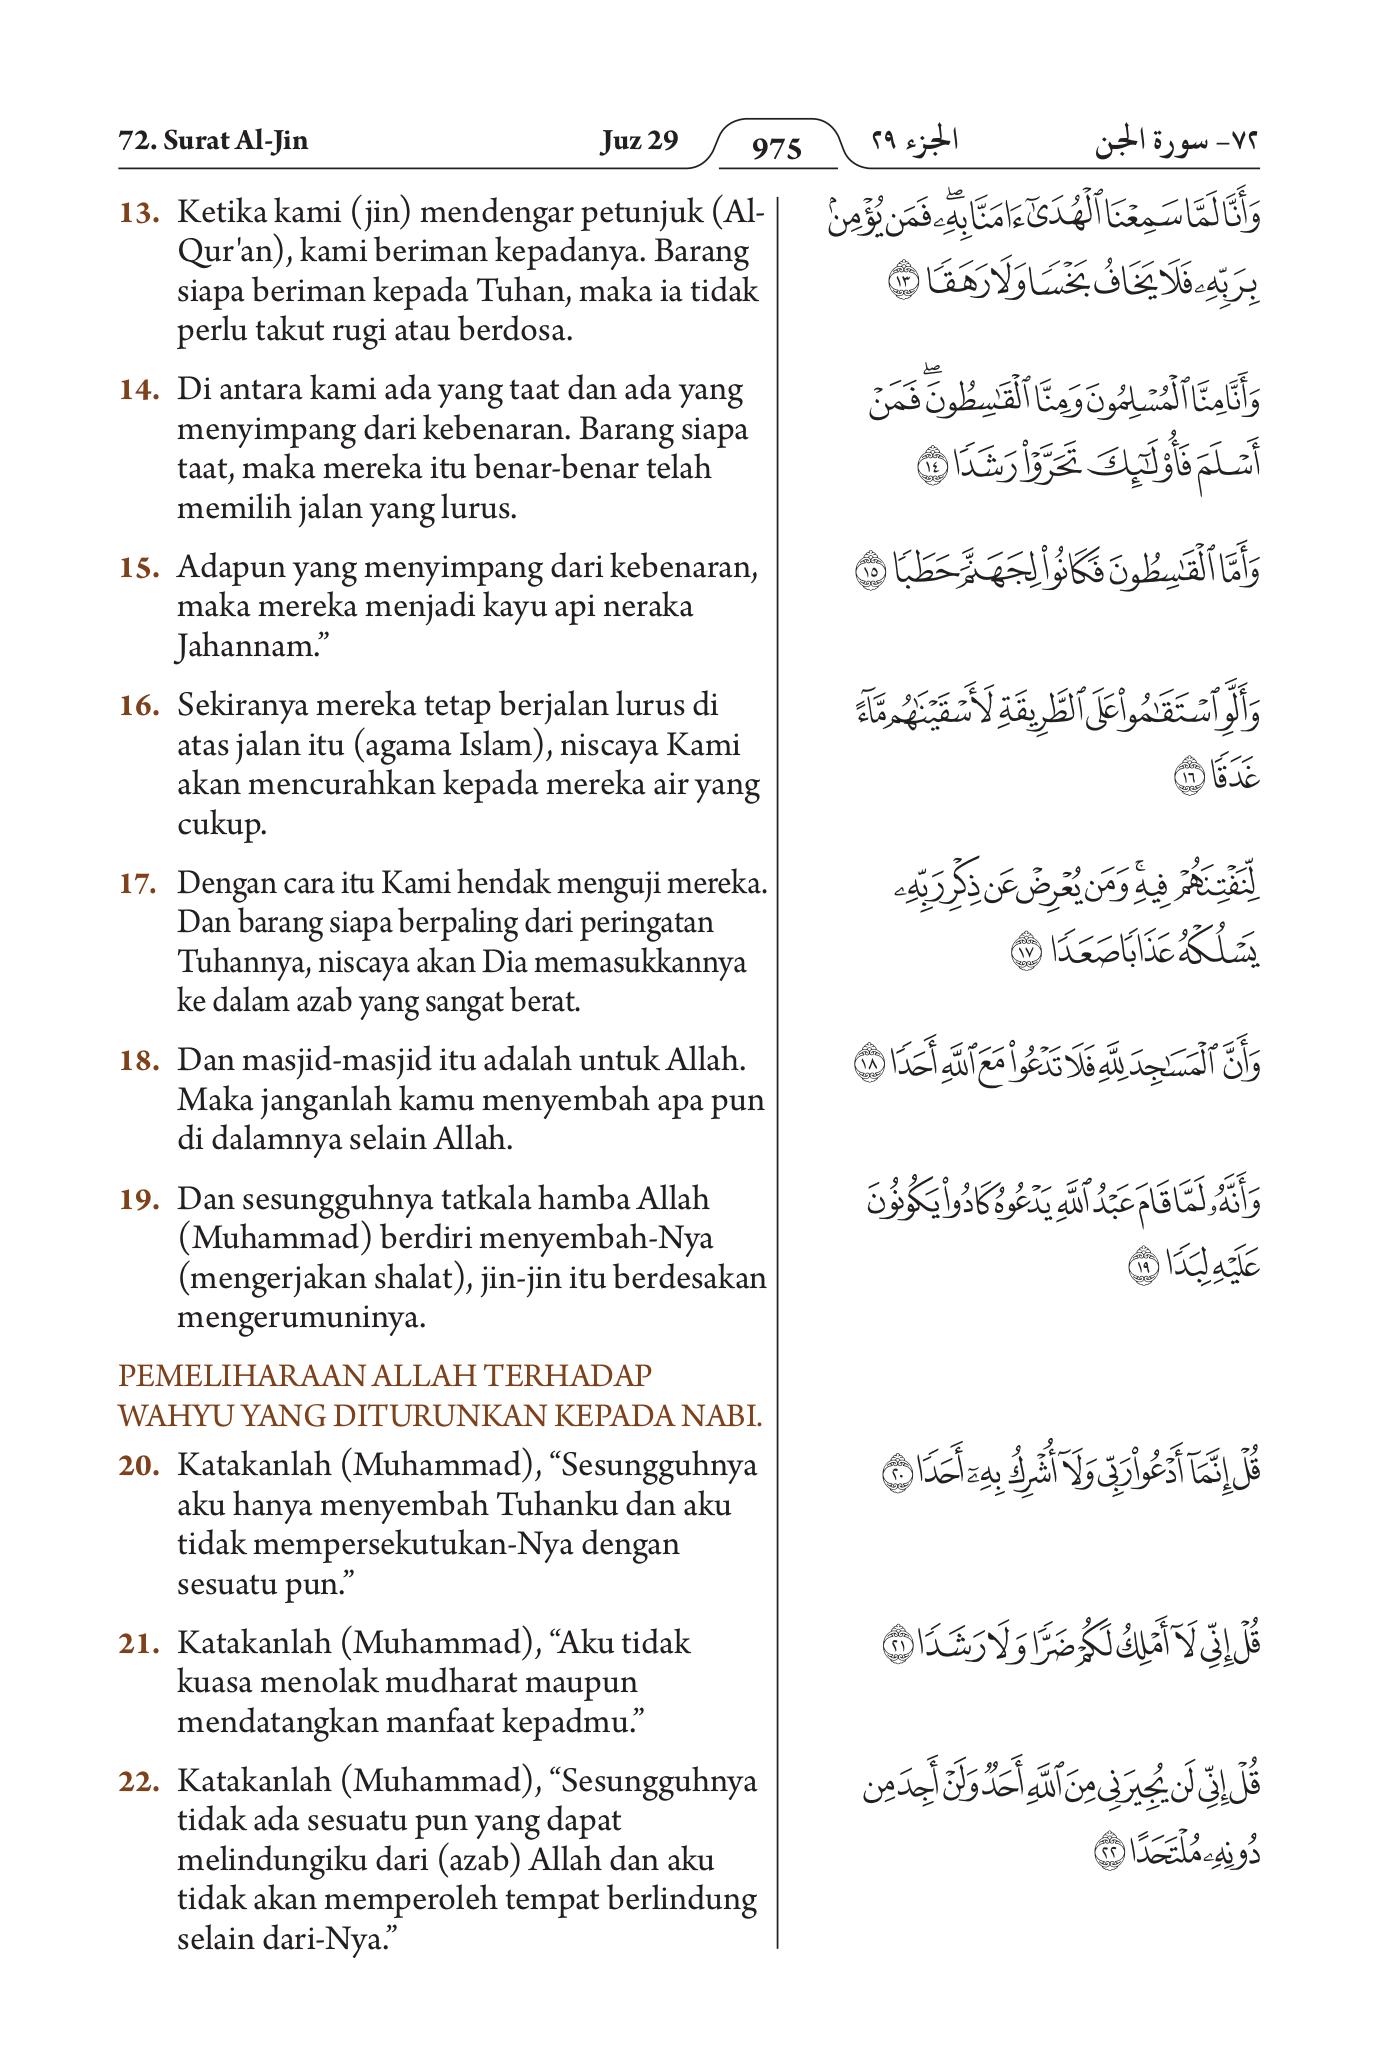 72. Surat Al-Jin
Juz 29
975
الجزء ٢٩
٧٢- سورة الجن
13. Ketika kami (jin) mendengar petunjuk (Al-
Qur'an), kami beriman kepadanya. Barang
siapa beriman kepada Tuhan, maka ia tidak
perlu takut rugi atau berdosa.
14. Di antara kami ada yang taat dan ada yang
menyimpang dari kebenaran. Barang siapa
taat, maka mereka itu benar-benar telah
memilih jalan yang lurus.
15. Adapun yang menyimpang dari kebenaran,
maka mereka menjadi kayu api neraka
Jahannam.”
16. Sekiranya mereka tetap berjalan lurus di
atas jalan itu (agama Islam), niscaya Kami
akan mencurahkan kepada mereka air yang
cukup.
17. Dengan cara itu Kami hendak menguji mereka.
Dan barang siapa berpaling dari peringatan
Tuhannya, niscaya akan Dia memasukkannya
ke dalam azab yang sangat berat.
18. Dan masjid-masjid itu adalah untuk Allah.
Maka janganlah kamu menyembah apa pun
di dalamnya selain Allah.
19. Dan sesungguhnya tatkala hamba Allah
(Muhammad) berdiri menyembah-Nya
(mengerjakan shalat), jin-jin itu berdesakan
mengerumuninya.
PEMELIHARAAN ALLAH TERHADAP
WAHYU YANG DITURUNKAN KEPADA NABI.
20. Katakanlah (Muhammad), “Sesungguhnya
aku hanya menyembah Tuhanku dan aku
tidak mempersekutukan-Nya dengan
sesuatu pun.”
21. Katakanlah (Muhammad), “Aku tidak
kuasa menolak mudharat maupun
mendatangkan manfaat kepadmu.”
22. Katakanlah (Muhammad), “Sesungguhnya
tidak ada sesuatu pun yang dapat
melindungiku dari (azab) Allah dan aku
tidak akan memperoleh tempat berlindung
selain dari-Nya.”
وَأَنَّا لَمَّا سَمِعْنَا ٱلْهُدَىٰٓ ءَامَنَّا بِهِۦۖ فَمَن يُؤْمِنۢ
بِرَبِّهِۦ فَلَا يَخَافُ بَخْسًا وَلَا رَهَقًا ١٣
وَأَنَّا مِنَّا ٱلْمُسْلِمُونَ وَمِنَّا ٱلْقَٰسِطُونَۖ فَمَنْ
أَسْلَمَ فَأُو۟لَٰٓئِكَ تَحَرَّوْا۟ رَشَدًا ١٤
وَأَمَّا ٱلْقَٰسِطُونَ فَكَانُوا۟ لِجَهَنَّمَ حَطَبًا ١٥
وَأَلَّوِ ٱسْتَقَٰمُوا۟ عَلَى ٱلطَّرِيقَةِ لَأَسْقَيْنَٰهُم مَّآءً
غَدَقًا ١٦
لِّنَفْتِنَهُمْ فِيهِۚ وَمَن يُعْرِضْ عَن ذِكْرِ رَبِّهِۦ
يَسْلُكْهُ عَذَابًا صَعَدًا ١٧
وَأَنَّ ٱلْمَسَٰجِدَ لِلَّهِ فَلَا تَدْعُوا۟ مَعَ ٱللَّهِ أَحَدًا ١٨
وَأَنَّهُۥ لَمَّا قَامَ عَبْدُ ٱللَّهِ يَدْعُوهُ كَادُوا۟ يَكُونُونَ
عَلَيْهِ لِبَدًا ١٩
قُلْ إِنَّمَآ أَدْعُوا۟ رَبِّى وَلَآ أُشْرِكُ بِهِۦٓ أَحَدًا ٢٠
قُلْ إِنِّى لَآ أَمْلِكُ لَكُمْ ضَرًّا وَلَا رَشَدًا ٢١
قُلْ إِنِّى لَن يُجِيرَنِى مِنَ ٱللَّهِ أَحَدٌ وَلَنْ أَجِدَ مِن
دُونِهِۦ مُلْتَحَدًا ٢٢